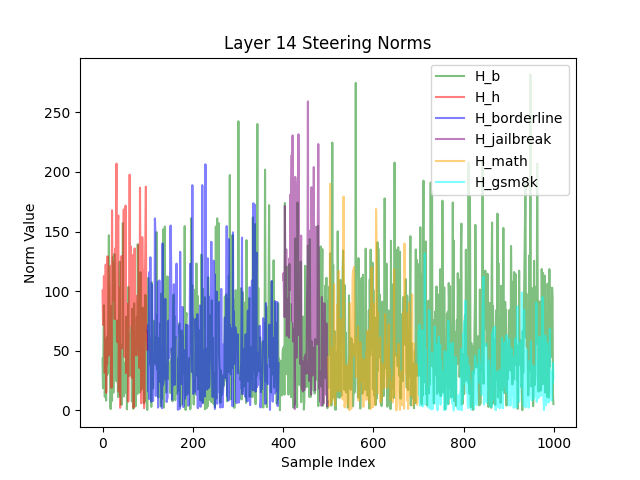 Layer 14 Steering Norms
Norm Value
250
200
150
100
50
0
H_b
H_h
H_borderline
H_jailbreak
H_math
H_gsm8k
0 200 400 600 800 1000
Sample Index